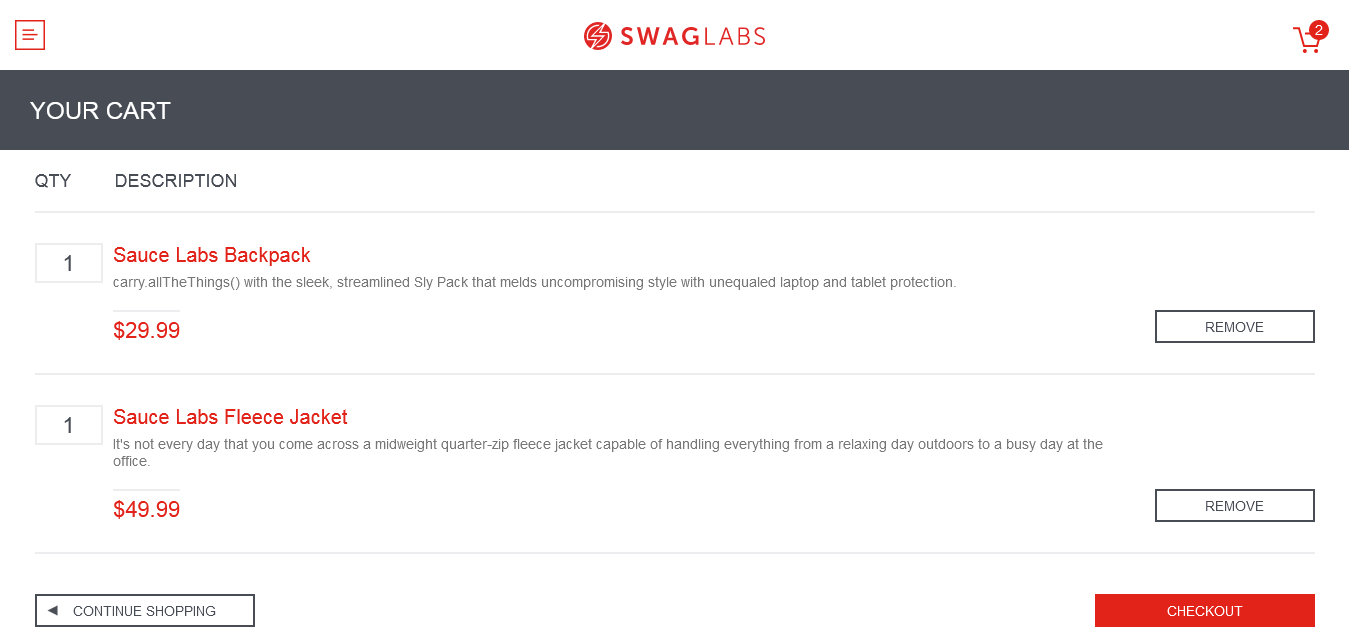 SWAGLABS
2
YOUR CART
QTY DESCRIPTION
1 Sauce Labs Backpack
carry.allTheThings() with the sleek, streamlined Sly Pack that melds uncompromising style with unequaled laptop and tablet protection.
$29.99 REMOVE
1 Sauce Labs Fleece Jacket
It's not every day that you come across a midweight quarter-zip fleece jacket capable of handling everything from a relaxing day outdoors to a busy day at the
office.
$49.99 REMOVE
CONTINUE SHOPPING CHECKOUT